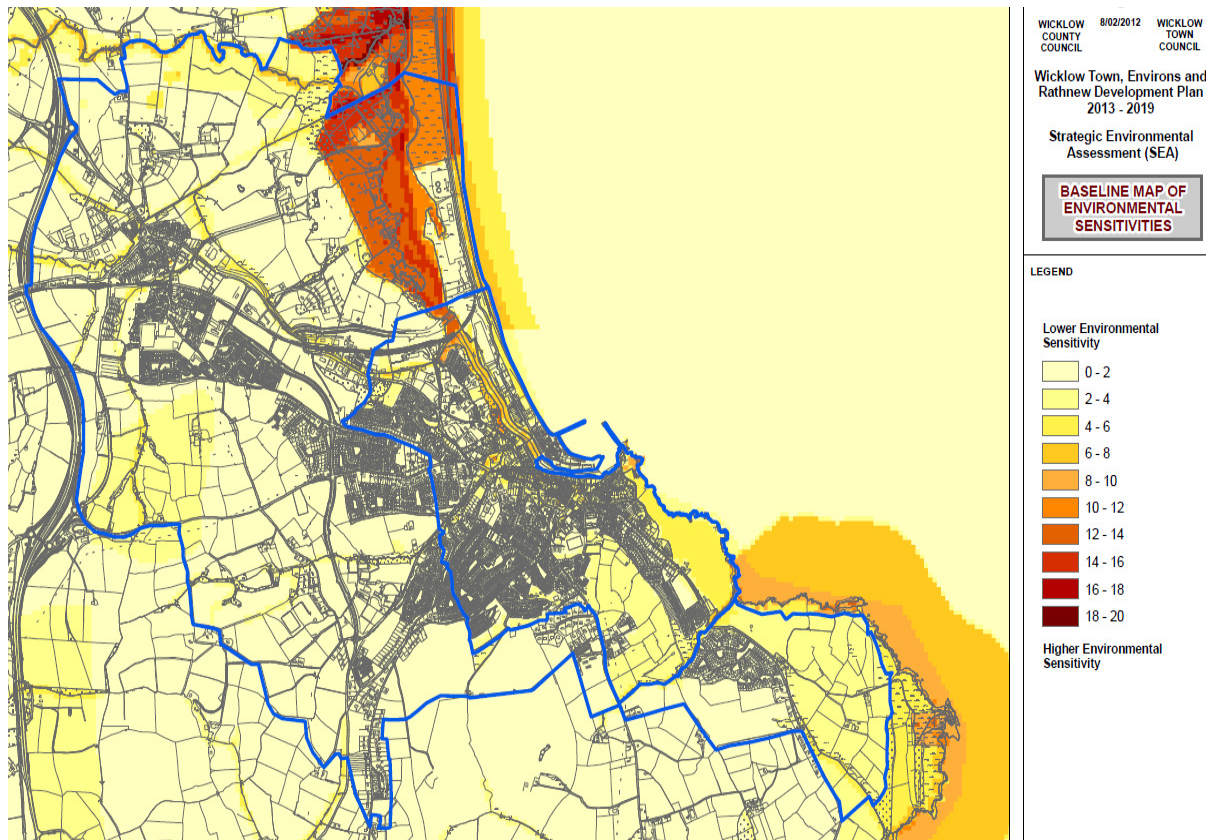 WICKLOW COUNTY COUNCIL
8/02/2012
WICKLOW TOWN COUNCIL
Wicklow Town, Environs and
Rathnew Development Plan
2013 - 2019
Strategic Environmental
Assessment (SEA)
BASELINE MAP OF
ENVIRONMENTAL
SENSITIVITIES
LEGEND
Lower Environmental
Sensitivity
0 - 2
2 - 4
4 - 6
6 - 8
8 - 10
10 - 12
12 - 14
14 - 16
16 - 18
18 - 20
Higher Environmental
Sensitivity